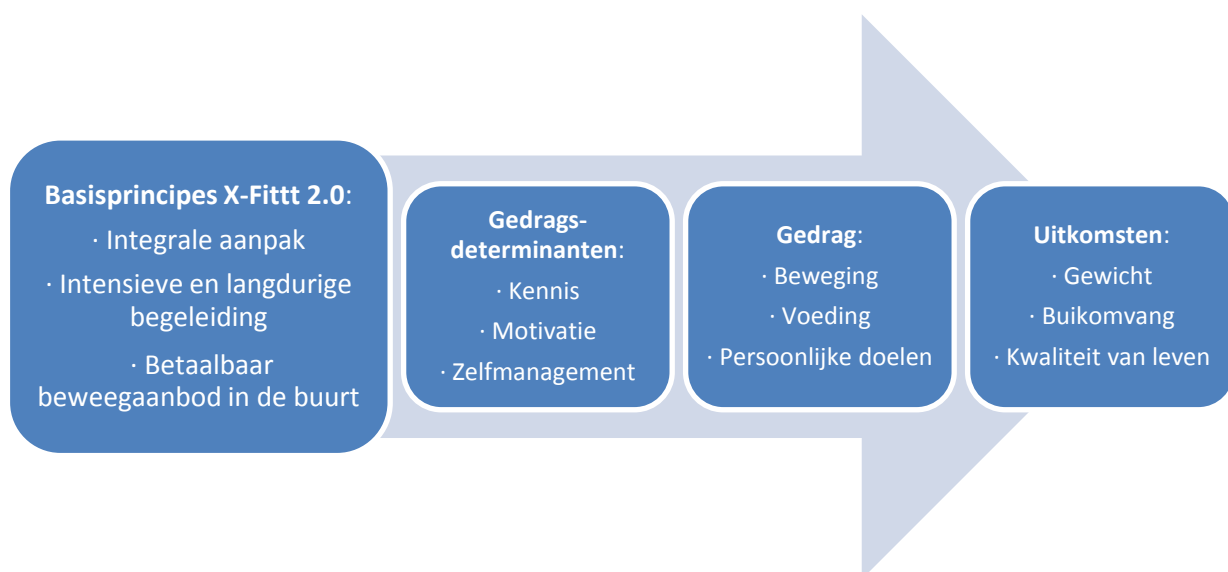 Basisprincipes X-Fittt 2.0:
· Integrale aanpak
· Intensieve en langdurige
begeleiding
· Betaalbaar
beweegaanbod in de buurt
Gedrags-
determinanten:
· Kennis
· Motivatie
· Zelfmanagement
Gedrag:
· Beweging
· Voeding
· Persoonlijke doelen
Uitkomsten:
· Gewicht
· Buikomvang
· Kwaliteit van leven